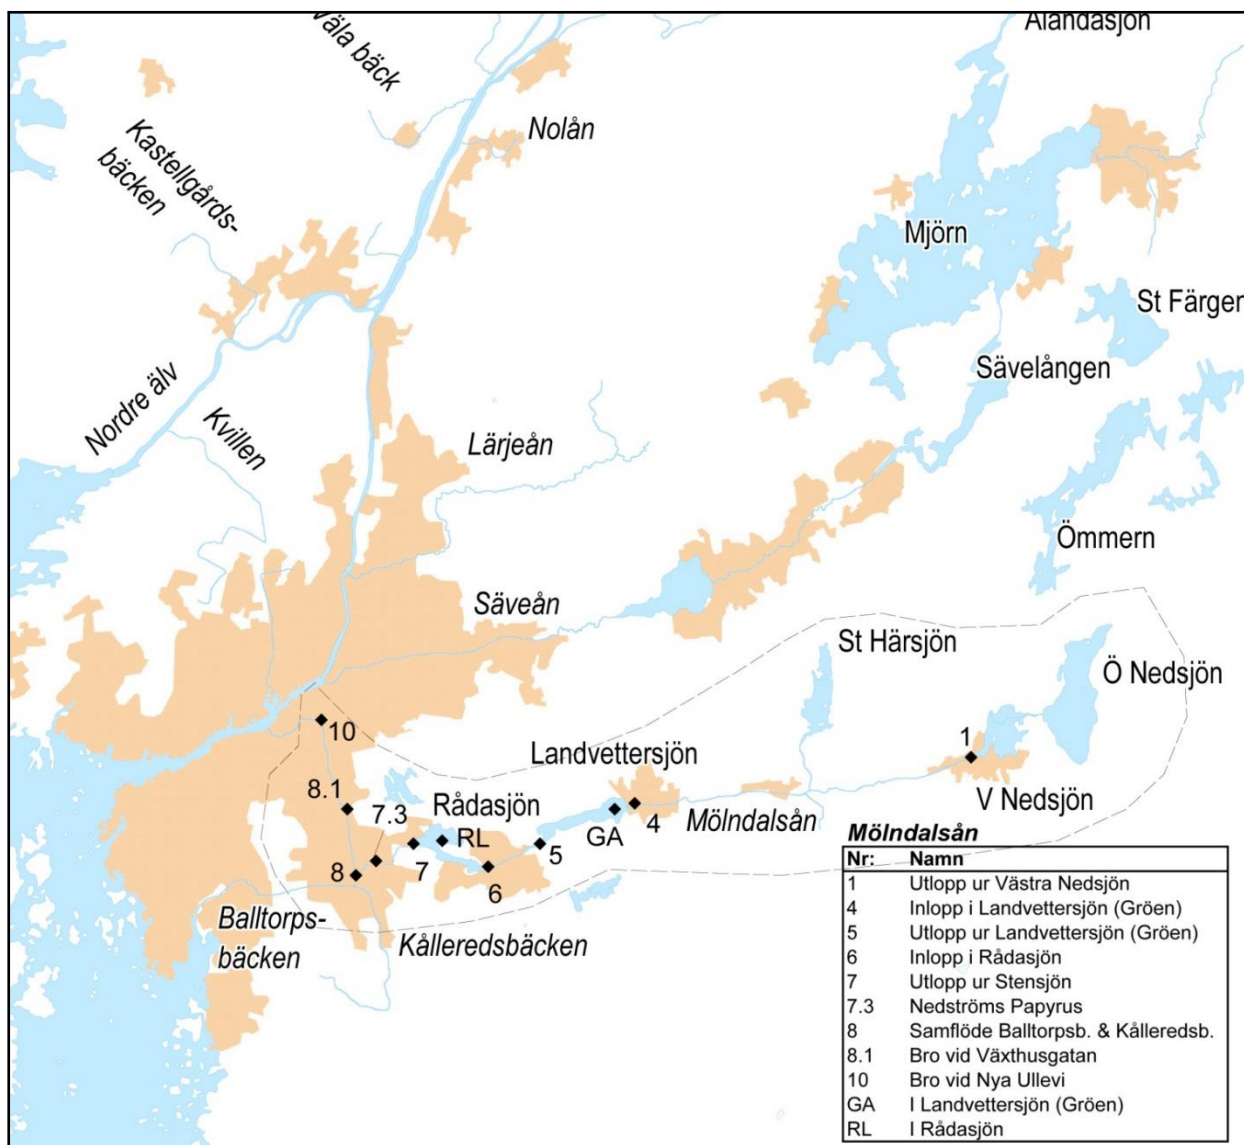 Ålandasjön
Väla bäck
Nolån
Kastellgårds-
bäcken
Mjörn
St Färgen
Sävelången
Nordre älv
Kvillen
Lärjeån
Ömmern
Säveån
St Härsjön
Ö Nedsjön
10
Landvettersjön
1
8.1
7.3
Rådasjön
V Nedsjön
RL
GA
4
Mölndalsån
8
7
6
5
Balltorps-
bäcken
Kålleredsbäcken
Mölndalsån
Nr: Namn
1 Utlopp ur Västra Nedsjön
4 Inlopp i Landvettersjön (Gröen)
5 Utlopp ur Landvettersjön (Gröen)
6 Inlopp i Rådasjön
7 Utlopp ur Stensjön
7.3 Nedströms Papyrus
8 Samflöde Balltorpsb. & Kålleredsb.
8.1 Bro vid Växthusgatan
10 Bro vid Nya Ullevi
GA I Landvettersjön (Gröen)
RL I Rådasjön